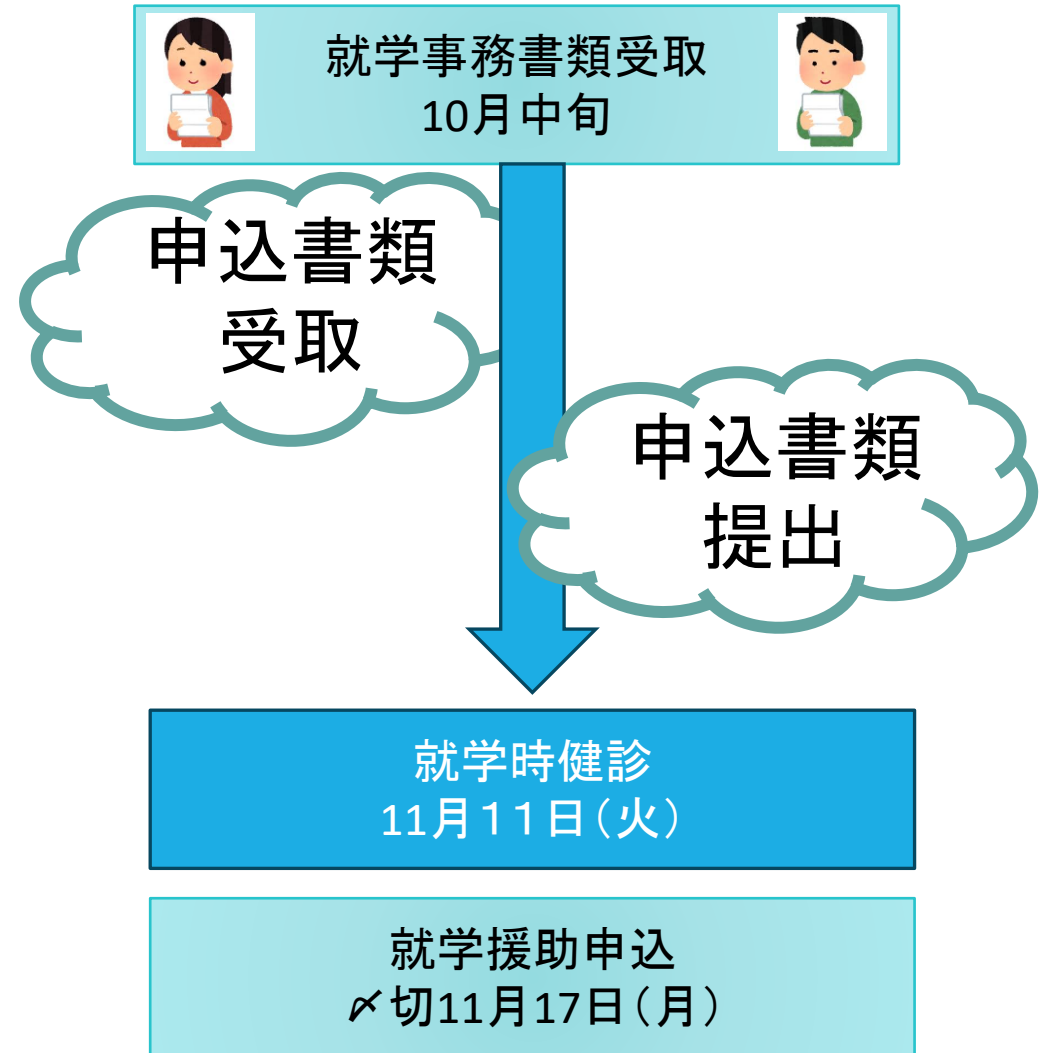 就学事務書類受取
10月中旬
申込書類
受取
申込書類
提出
就学時健診
11月１１日（火）
就学援助申込
〆切11月17日（月）